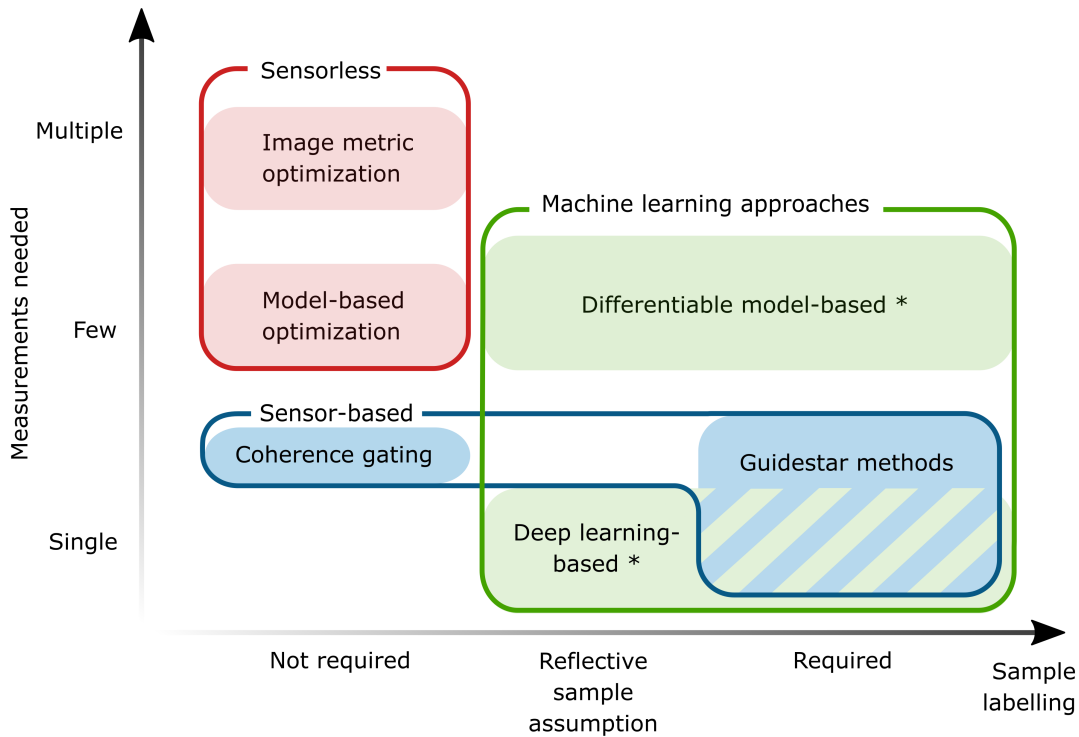 Sensorless
Multiple
Image metric
optimization
Machine learning approaches
Measurements needed
Model-based
optimization
Few
Differentiable model-based *
Sensor-based
Coherence gating
Guidestar methods
Single
Deep learning-
based *
Not required
Reflective
sample
assumption
Required
Sample
labelling